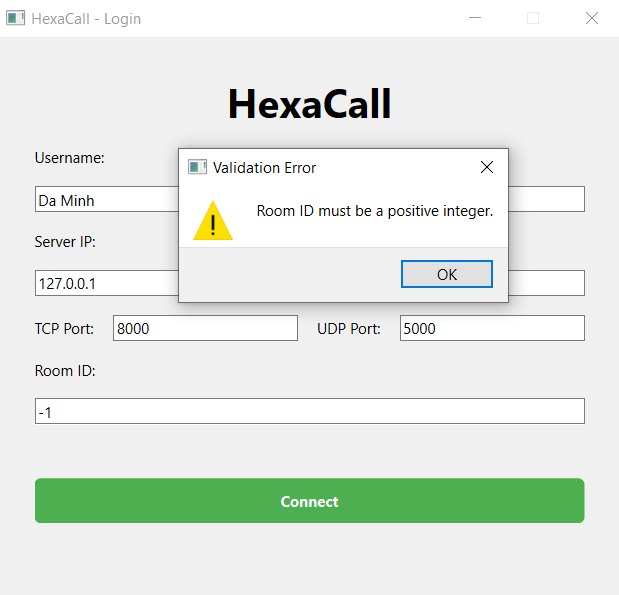 HexaCall - Login
HexaCall
Username:
Validation Error
Da Minh
Room ID must be a positive integer.
Server IP:
OK
127.0.0.1
TCP Port: 8000 UDP Port: 5000
Room ID:
-1
Connect